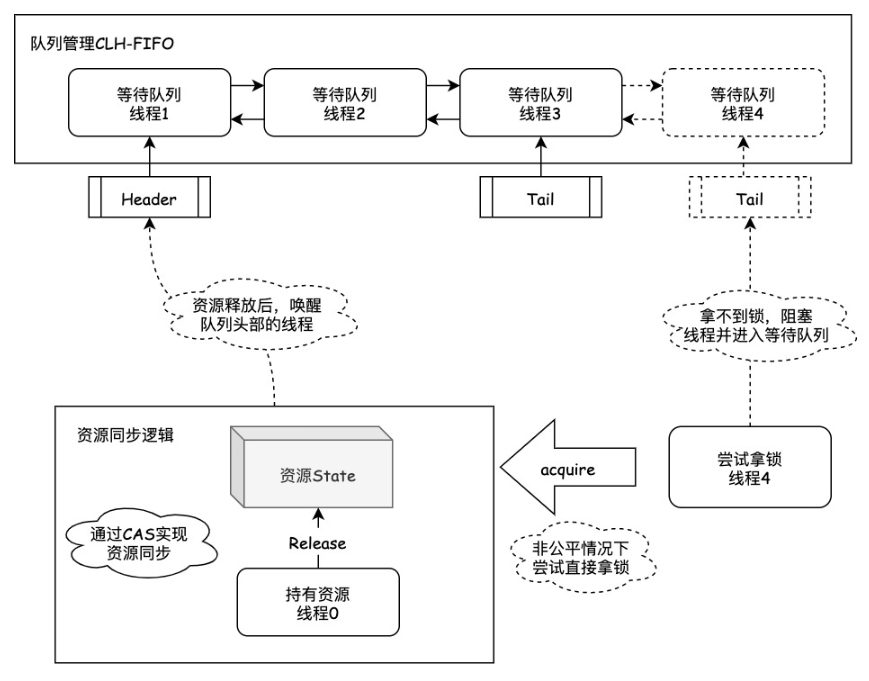 队列管理CLH-FIFO
等待队列
线程1
等待队列
线程2
等待队列
线程3
等待队列
线程4
Header
Tail
Tail
资源释放后，唤醒
队列头部的线程
拿不到锁，阻塞
线程并进入等待队列
资源同步逻辑
资源State
acquire
尝试拿锁
线程4
通过CAS实现
资源同步
Release
非公平情况下
尝试直接拿锁
持有资源
线程0